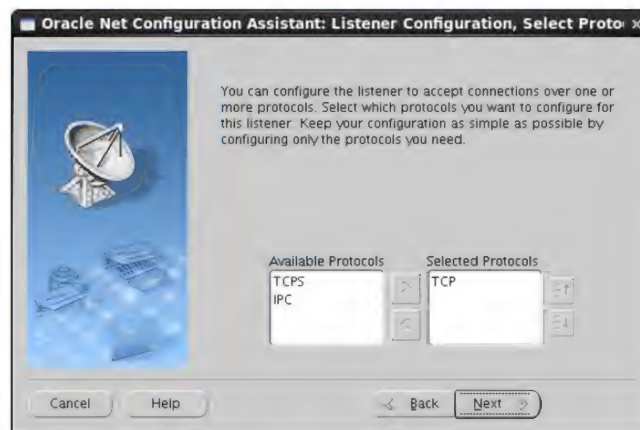 Oracle Net Configuration Assistant: Listener Configuration, Select Proto
You can configure the listener to accept connections over one or
more protocols. Select which protocols you want to configure for
this listener. Keep your configuration as simple as possible by
configuring only the protocols you need.
Available Protocols
Selected Protocols
TCPS
IPC
TCP
Cancel
Help
Back
Next